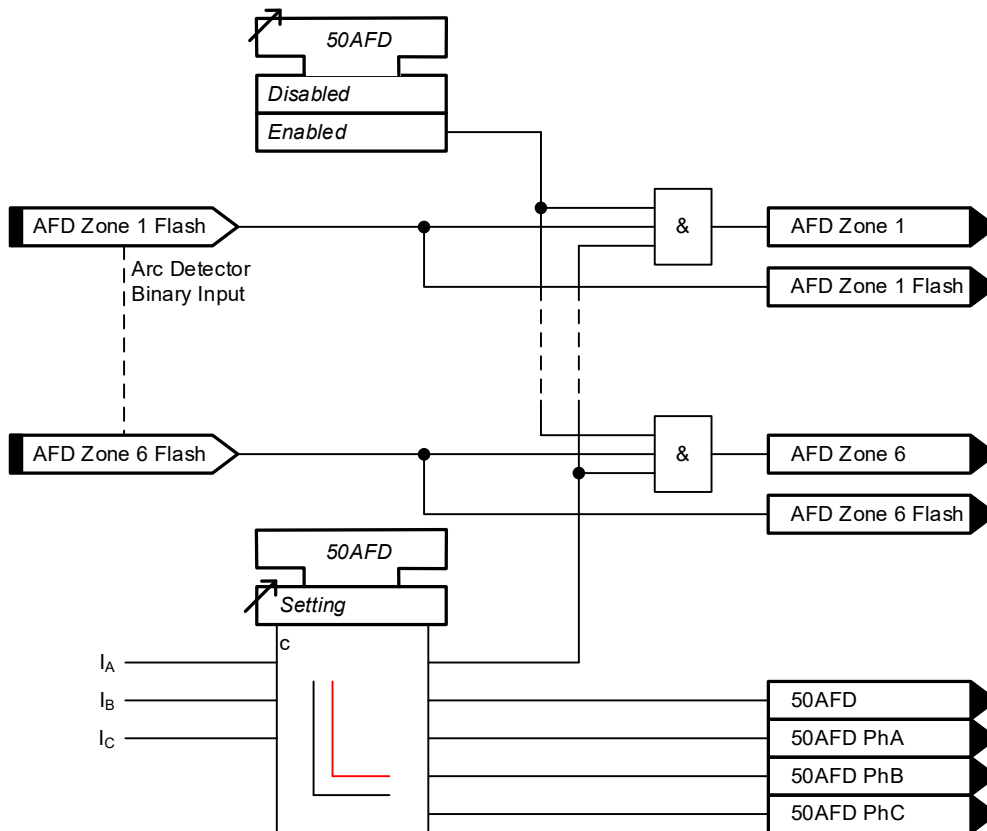 50AFD
Disabled
Enabled
AFD Zone 1 Flash
&
AFD Zone 1
Arc Detector
Binary Input
AFD Zone 1 Flash
AFD Zone 6 Flash
&
AFD Zone 6
AFD Zone 6 Flash
50AFD
Setting
c
IA
IB
IC
50AFD
50AFD PhA
50AFD PhB
50AFD PhC